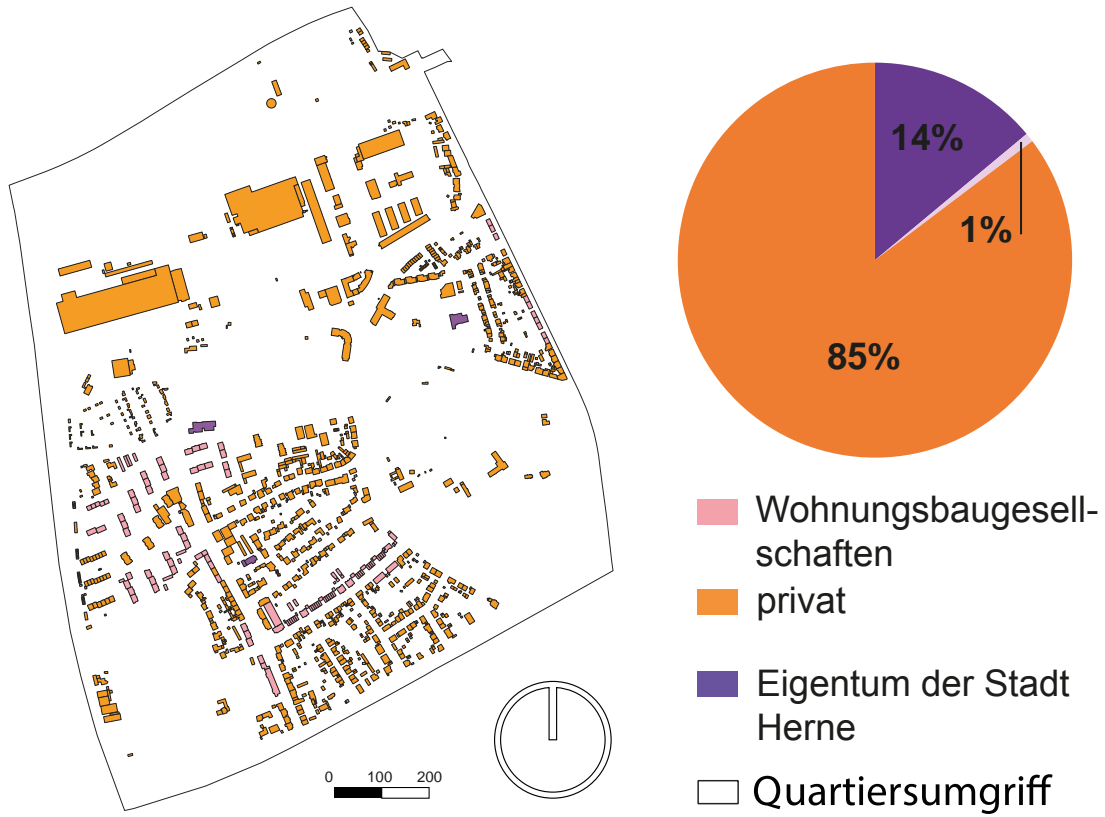 14%
1%
85%
Wohnungsbaugesell-
schaften
privat
Eigentum der Stadt
Herne
Quartiersumgriff
0 100 200